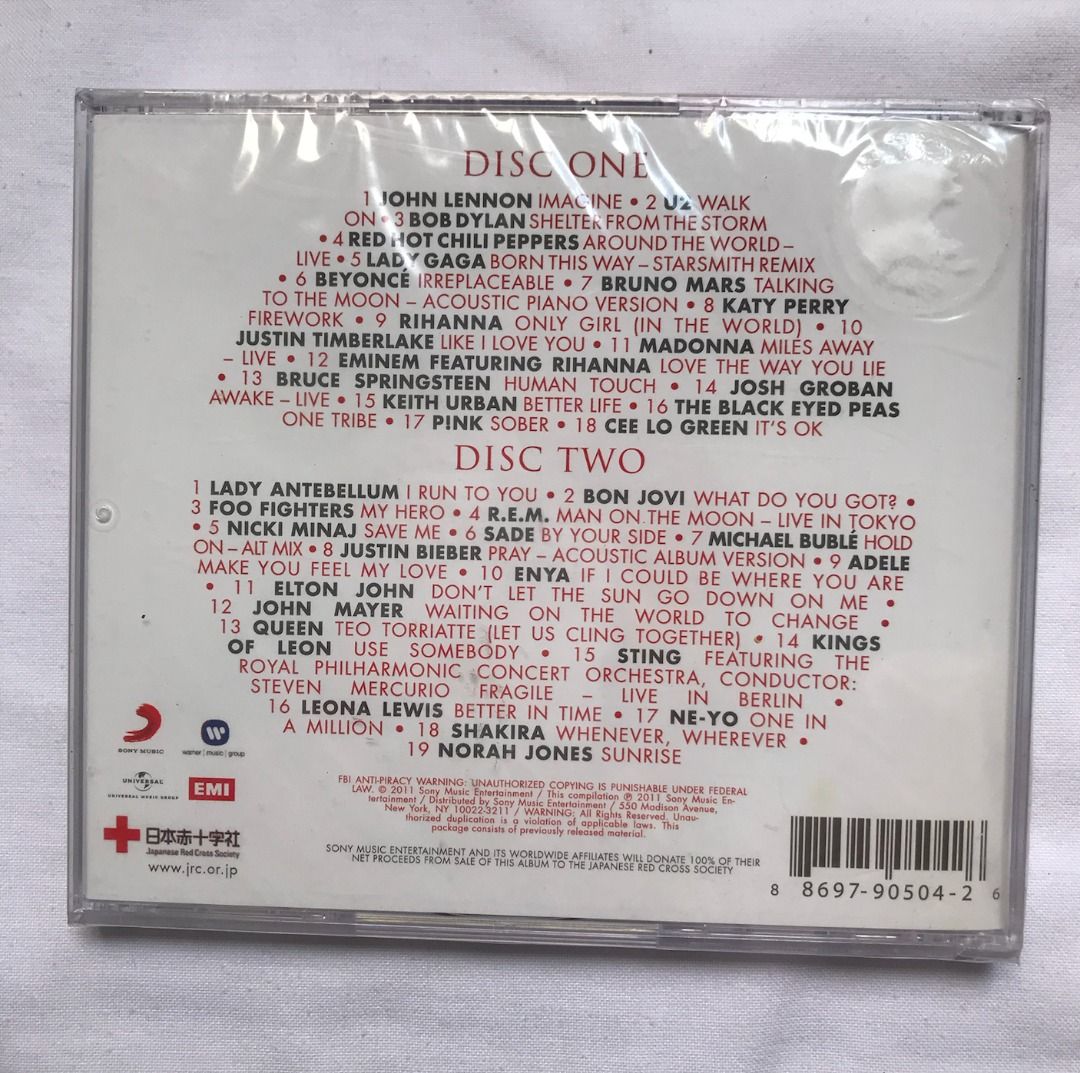 DISC ONE
1 JOHN LENNON IMAGINE • 2 U2 WALK
ON • 3 BOB DYLAN SHELTER FROM THE STORM
• 4 RED HOT CHILI PEPPERS AROUND THE WORLD –
LIVE • 5 LADY GAGA BORN THIS WAY – STARSMITH REMIX
• 6 BEYONCÉ IRREPLACEABLE • 7 BRUNO MARS TALKING
TO THE MOON – ACOUSTIC PIANO VERSION • 8 KATY PERRY
FIREWORK • 9 RIHANNA ONLY GIRL (IN THE WORLD) • 10
JUSTIN TIMBERLAKE LIKE I LOVE YOU • 11 MADONNA MILES AWAY
– LIVE • 12 EMINEM FEATURING RIHANNA LOVE THE WAY YOU LIE
• 13 BRUCE SPRINGSTEEN HUMAN TOUCH • 14 JOSH GROBAN
AWAKE – LIVE • 15 KEITH URBAN BETTER LIFE • 16 THE BLACK EYED PEAS
ONE TRIBE • 17 P!NK SOBER • 18 CEE LO GREEN IT'S OK
DISC TWO
1 LADY ANTEBELLUM I RUN TO YOU • 2 BON JOVI WHAT DO YOU GOT? •
3 FOO FIGHTERS MY HERO • 4 R.E.M. MAN ON THE MOON – LIVE IN TOKYO
• 5 NICKI MINAJ SAVE ME • 6 SADE BY YOUR SIDE • 7 MICHAEL BUBLÉ HOLD
ON – ALT MIX • 8 JUSTIN BIEBER PRAY – ACOUSTIC ALBUM VERSION • 9 ADELE
MAKE YOU FEEL MY LOVE • 10 ENYA IF I COULD BE WHERE YOU ARE
• 11 ELTON JOHN DON'T LET THE SUN GO DOWN ON ME •
12 JOHN MAYER WAITING ON THE WORLD TO CHANGE •
13 QUEEN TEO TORRIATTE (LET US CLING TOGETHER) • 14 KINGS
OF LEON USE SOMEBODY • 15 STING FEATURING THE
ROYAL PHILHARMONIC CONCERT ORCHESTRA, CONDUCTOR:
STEVEN MERCURIO FRAGILE – LIVE IN BERLIN •
16 LEONA LEWIS BETTER IN TIME • 17 NE-YO ONE IN
A MILLION • 18 SHAKIRA WHENEVER, WHEREVER •
19 NORAH JONES SUNRISE
SONY MUSIC
warner | music | group
UNIVERSAL
UNIVERSAL MUSIC GROUP
EMI
日本赤十字社
Japanese Red Cross Society
www.jrc.or.jp
FBI ANTI-PIRACY WARNING: UNAUTHORIZED COPYING IS PUNISHABLE UNDER FEDERAL
LAW. © 2011 Sony Music Entertainment / This compilation ℗ 2011 Sony Music En-
tertainment / Distributed by Sony Music Entertainment / 550 Madison Avenue,
New York, NY 10022-3211 / WARNING: All Rights Reserved. Unau-
thorized duplication is a violation of applicable laws. This
package consists of previously released material.
SONY MUSIC ENTERTAINMENT AND ITS WORLDWIDE AFFILIATES WILL DONATE 100% OF THEIR
NET PROCEEDS FROM SALE OF THIS ALBUM TO THE JAPANESE RED CROSS SOCIETY
8 8697-90504-2 6